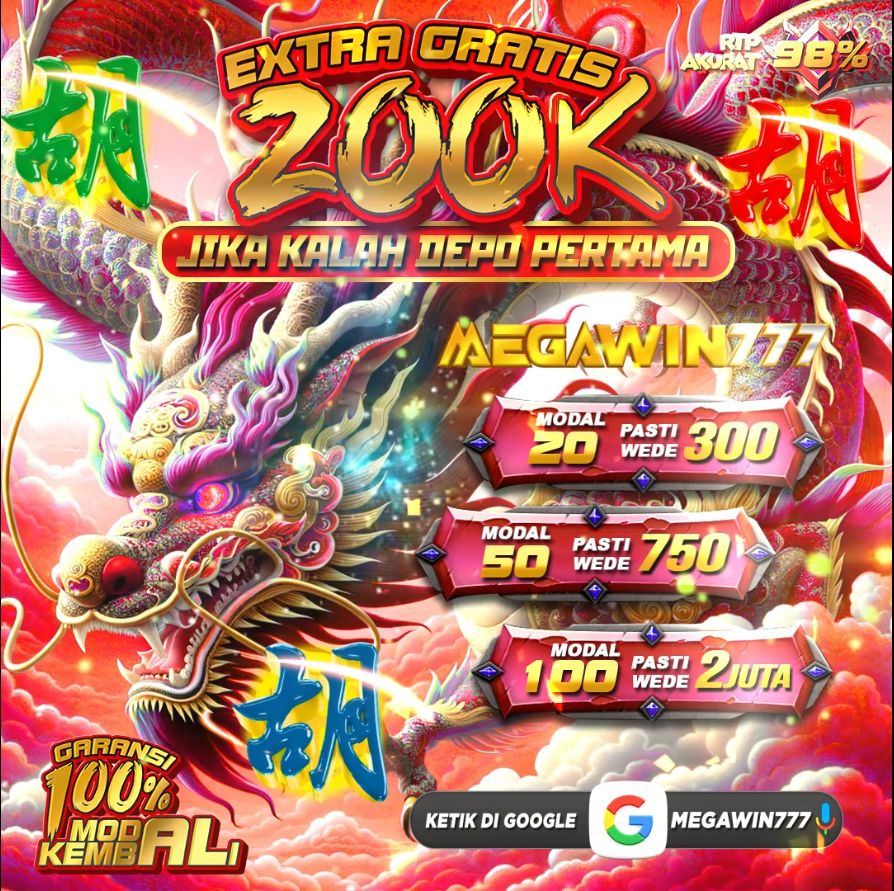 EXTRA GRATIS
200K
JIKA KALAH DEPO PERTAMA
RTP
AKURAT 98%
胡
胡
MEGAWIN777
MODAL
20
PASTI
WEDE
300
MODAL
50
PASTI
WEDE
750
MODAL
100
PASTI
WEDE
2JUTA
胡
GARANSI
100%
MODAL
KEMBALI
KETIK DI GOOGLE
G
MEGAWIN777